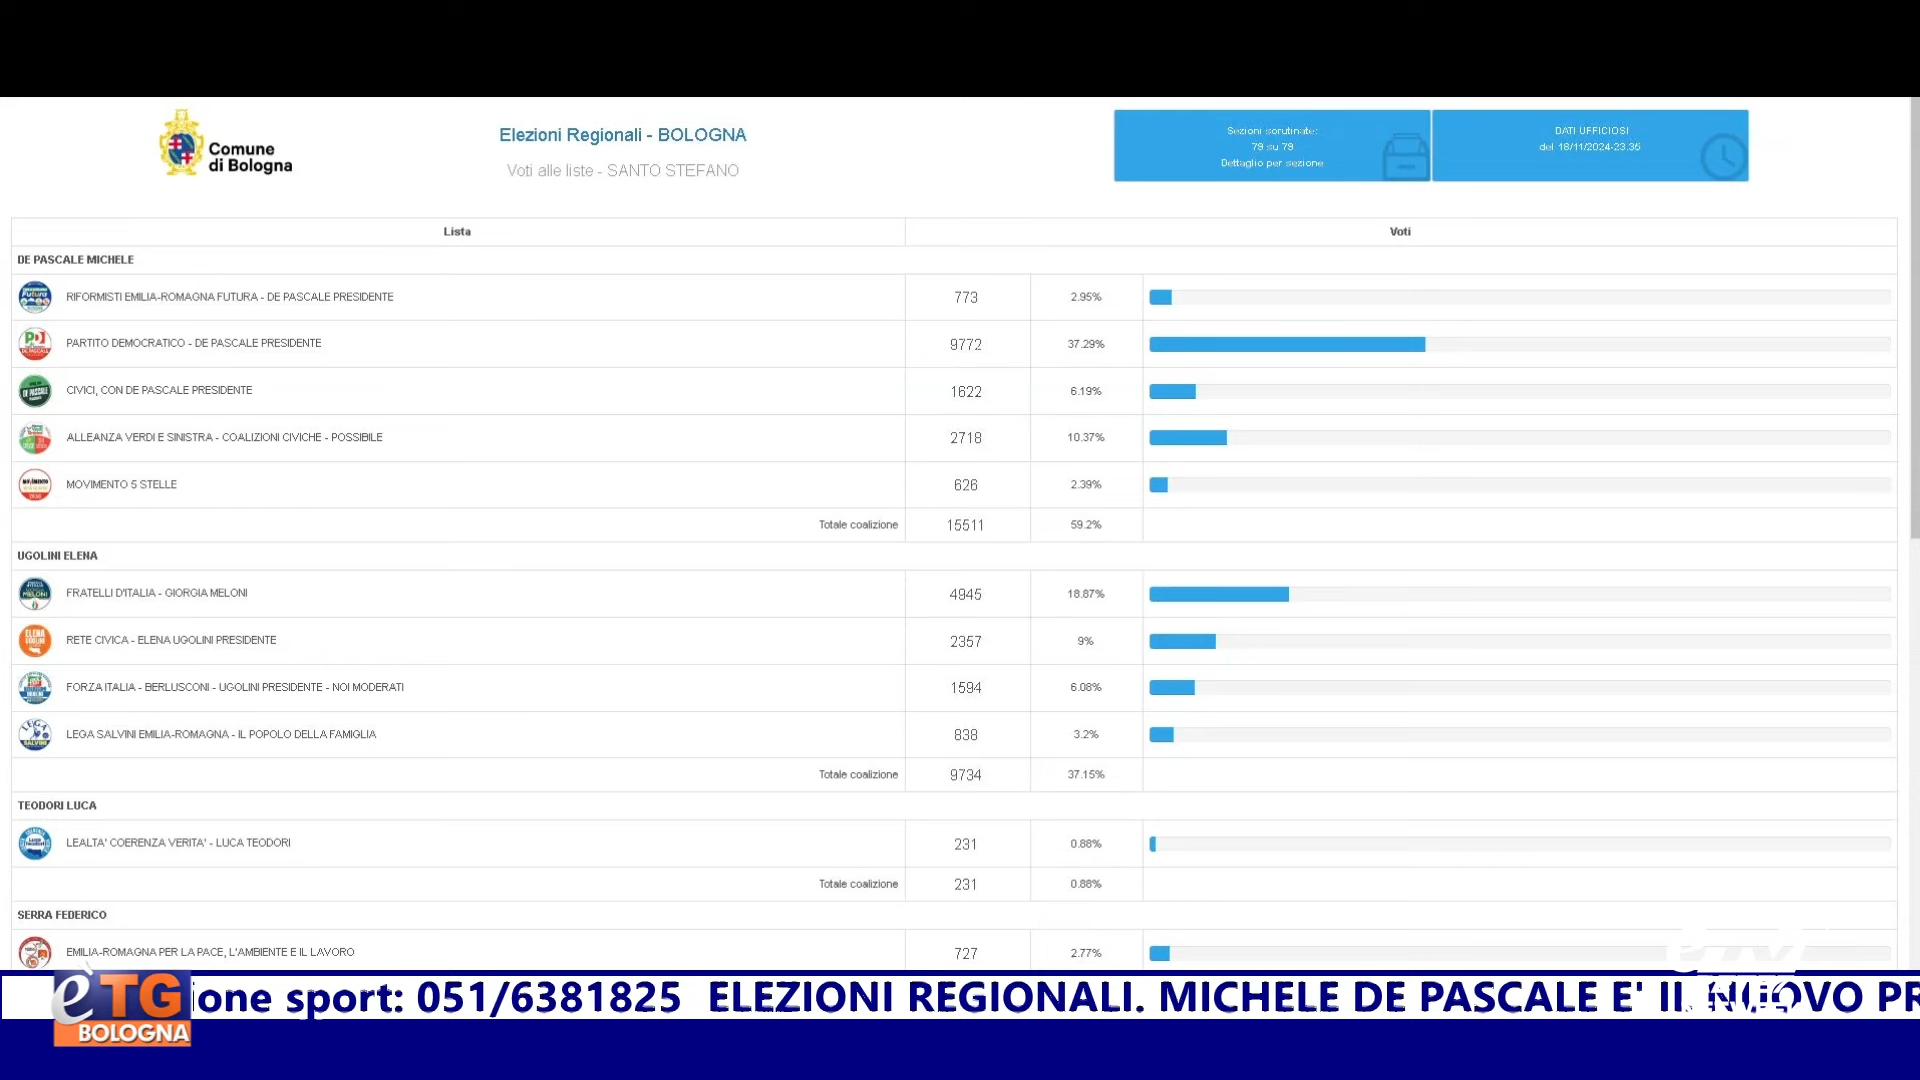 Comune
di Bologna
Elezioni Regionali - BOLOGNA
Voti alle liste - SANTO STEFANO
Sezioni scrutinate:
79 su 79
Dettaglio per sezione
DATI UFFICIOSI
del 18/11/2024-23.35
Lista Voti
DE PASCALE MICHELE
RIFORMISTI EMILIA-ROMAGNA FUTURA - DE PASCALE PRESIDENTE 773 2.95%
PARTITO DEMOCRATICO - DE PASCALE PRESIDENTE 9772 37.29%
CIVICI, CON DE PASCALE PRESIDENTE 1622 6.19%
ALLEANZA VERDI E SINISTRA - COALIZIONI CIVICHE - POSSIBILE 2718 10.37%
MOVIMENTO 5 STELLE 626 2.39%
Totale coalizione 15511 59.2%
UGOLINI ELENA
FRATELLI D'ITALIA - GIORGIA MELONI 4945 18.87%
RETE CIVICA - ELENA UGOLINI PRESIDENTE 2357 9%
FORZA ITALIA - BERLUSCONI - UGOLINI PRESIDENTE - NOI MODERATI 1594 6.08%
LEGA SALVINI EMILIA-ROMAGNA - IL POPOLO DELLA FAMIGLIA 838 3.2%
Totale coalizione 9734 37.15%
TEODORI LUCA
LEALTA' COERENZA VERITA' - LUCA TEODORI 231 0.88%
Totale coalizione 231 0.88%
SERRA FEDERICO
EMILIA-ROMAGNA PER LA PACE, L'AMBIENTE E IL LAVORO 727 2.77%
è TG
BOLOGNA
ione sport: 051/6381825 ELEZIONI REGIONALI. MICHELE DE PASCALE E' IL OVO PR